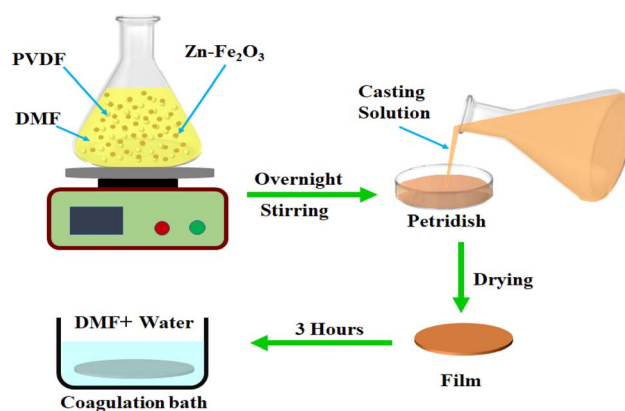 PVDF
Zn-Fe₂O₃
DMF
Casting
Solution
Overnight
Stirring
Petridish
Drying
DMF+ Water
3 Hours
Film
Coagulation bath